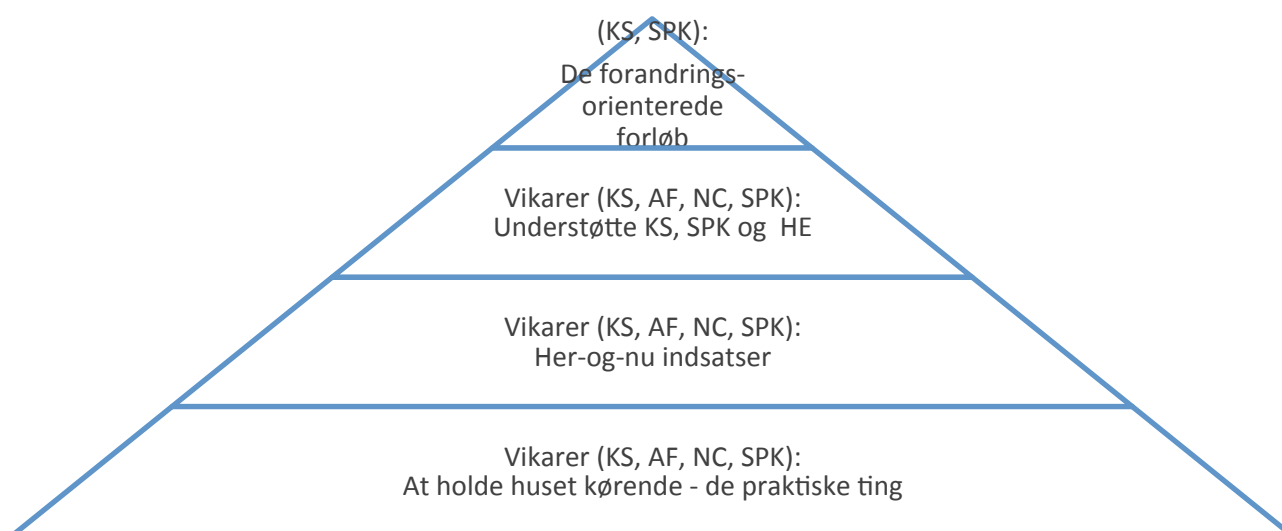 (KS, SPK):
De forandrings-
orienterede
forløb
Vikarer (KS, AF, NC, SPK):
Understøtte KS, SPK og HE
Vikarer (KS, AF, NC, SPK):
Her-og-nu indsatser
Vikarer (KS, AF, NC, SPK):
At holde huset kørende - de praktiske ting